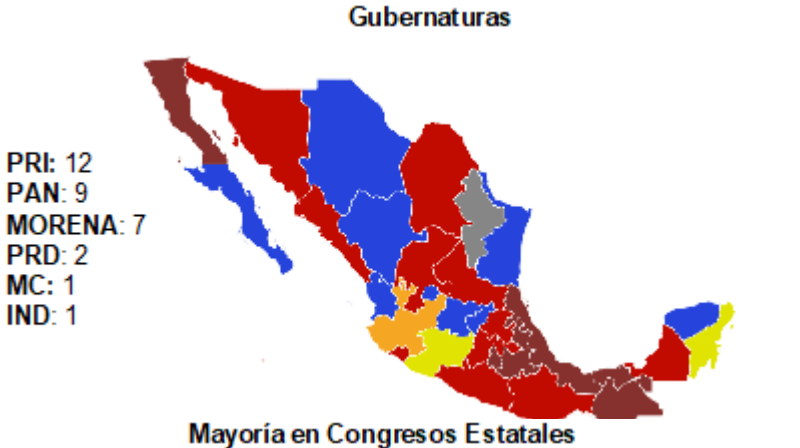 Gubernaturas
PRI: 12
PAN: 9
MORENA: 7
PRD: 2
MC: 1
IND: 1
Mayoría en Congresos Estatales